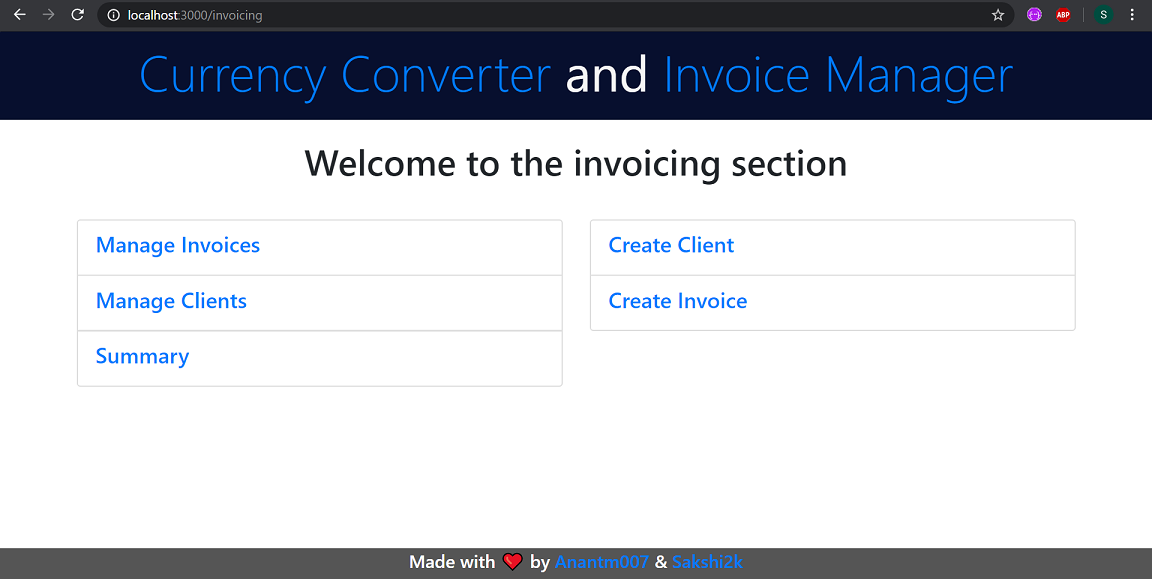 localhost:3000/invoicing
ABP
S
Currency Converter and Invoice Manager
Welcome to the invoicing section
Manage Invoices
Manage Clients
Summary
Create Client
Create Invoice
Made with ❤️ by Anantm007 & Sakshi2k